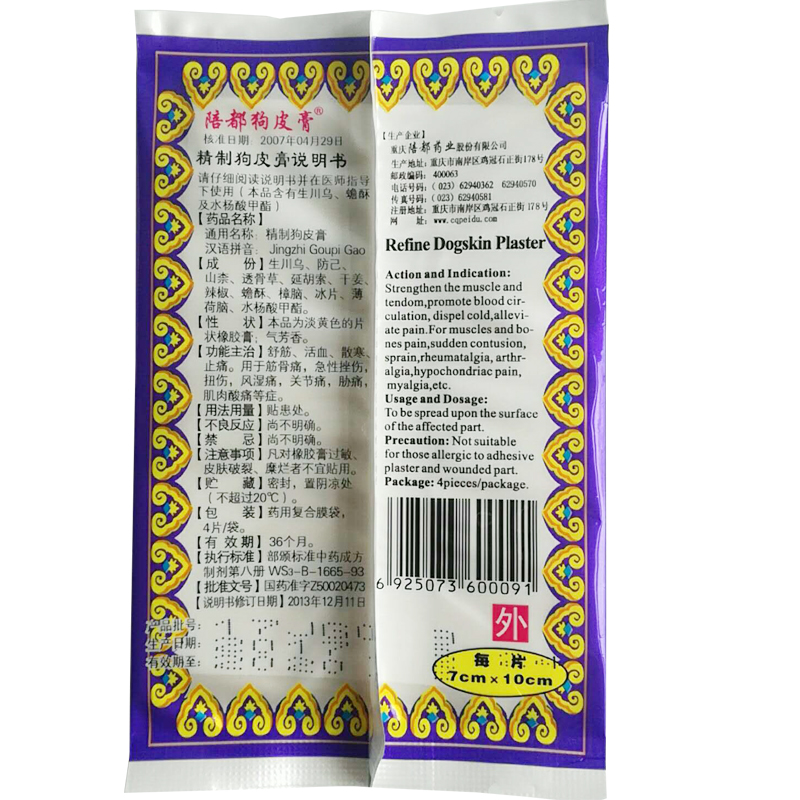 陪都狗皮膏®
核准日期 2007年04月29日
精制狗皮膏说明书
请仔细阅读说明书并在医师指导
下使用（本品含有生川乌、蟾酥
及水杨酸甲酯）
【药品名称】
通用名称：精制狗皮膏
汉语拼音：Jingzhi Goupi Gao
【成 份】生川乌、防己、
山柰、透骨草、延胡索、干姜、
辣椒、蟾酥、樟脑、冰片、薄
荷脑、水杨酸甲酯。
【性 状】本品为淡黄色的片
状橡胶膏；气芳香。
【功能主治】舒筋、活血、散寒、
止痛。用于筋骨痛，急性挫伤，
扭伤，风湿痛，关节痛，胁痛，
肌肉酸痛等症。
【用法用量】贴患处。
【不良反应】尚不明确。
【禁 忌】尚不明确。
【注意事项】凡对橡胶膏过敏、
皮肤破裂、糜烂者不宜贴用。
【贮 藏】密封，置阴凉处
（不超过20℃）。
【包 装】药用复合膜袋，
4片/袋。
【有 效 期】36个月。
【执行标准】部颁标准中药成方
制剂第八册 WS3-B-1665-93
【批准文号】国药准字Z50020473
【说明书修订日期】2013年12月11日
产品批号：
生产日期：
有效期至：
【生产企业】
重庆陪都药业股份有限公司
生产地址：重庆市南岸区鸡冠石正街178号
邮政编码：400063
电话号码：（023）62940362 62940570
传真号码：（023）62940581
注册地址：重庆市南岸区鸡冠石正街178号
网 址：www.cqpeidu.com
Refine Dogskin Plaster
Action and Indication:
Strengthen the muscle and
tendom,promote blood cir-
culation, dispel cold,allevi-
ate pain.For muscles and bo-
nes pain,sudden contusion,
sprain,rheumatalgia, arthr-
algia,hypochondriac pain,
myalgia,etc.
Usage and Dosage:
To be spread upon the surface
of the affected part.
Precaution: Not suitable
for those allergic to adhesive
plaster and wounded part.
Package: 4pieces/package.
6 925073 600091
外
每 片
7cm×10cm